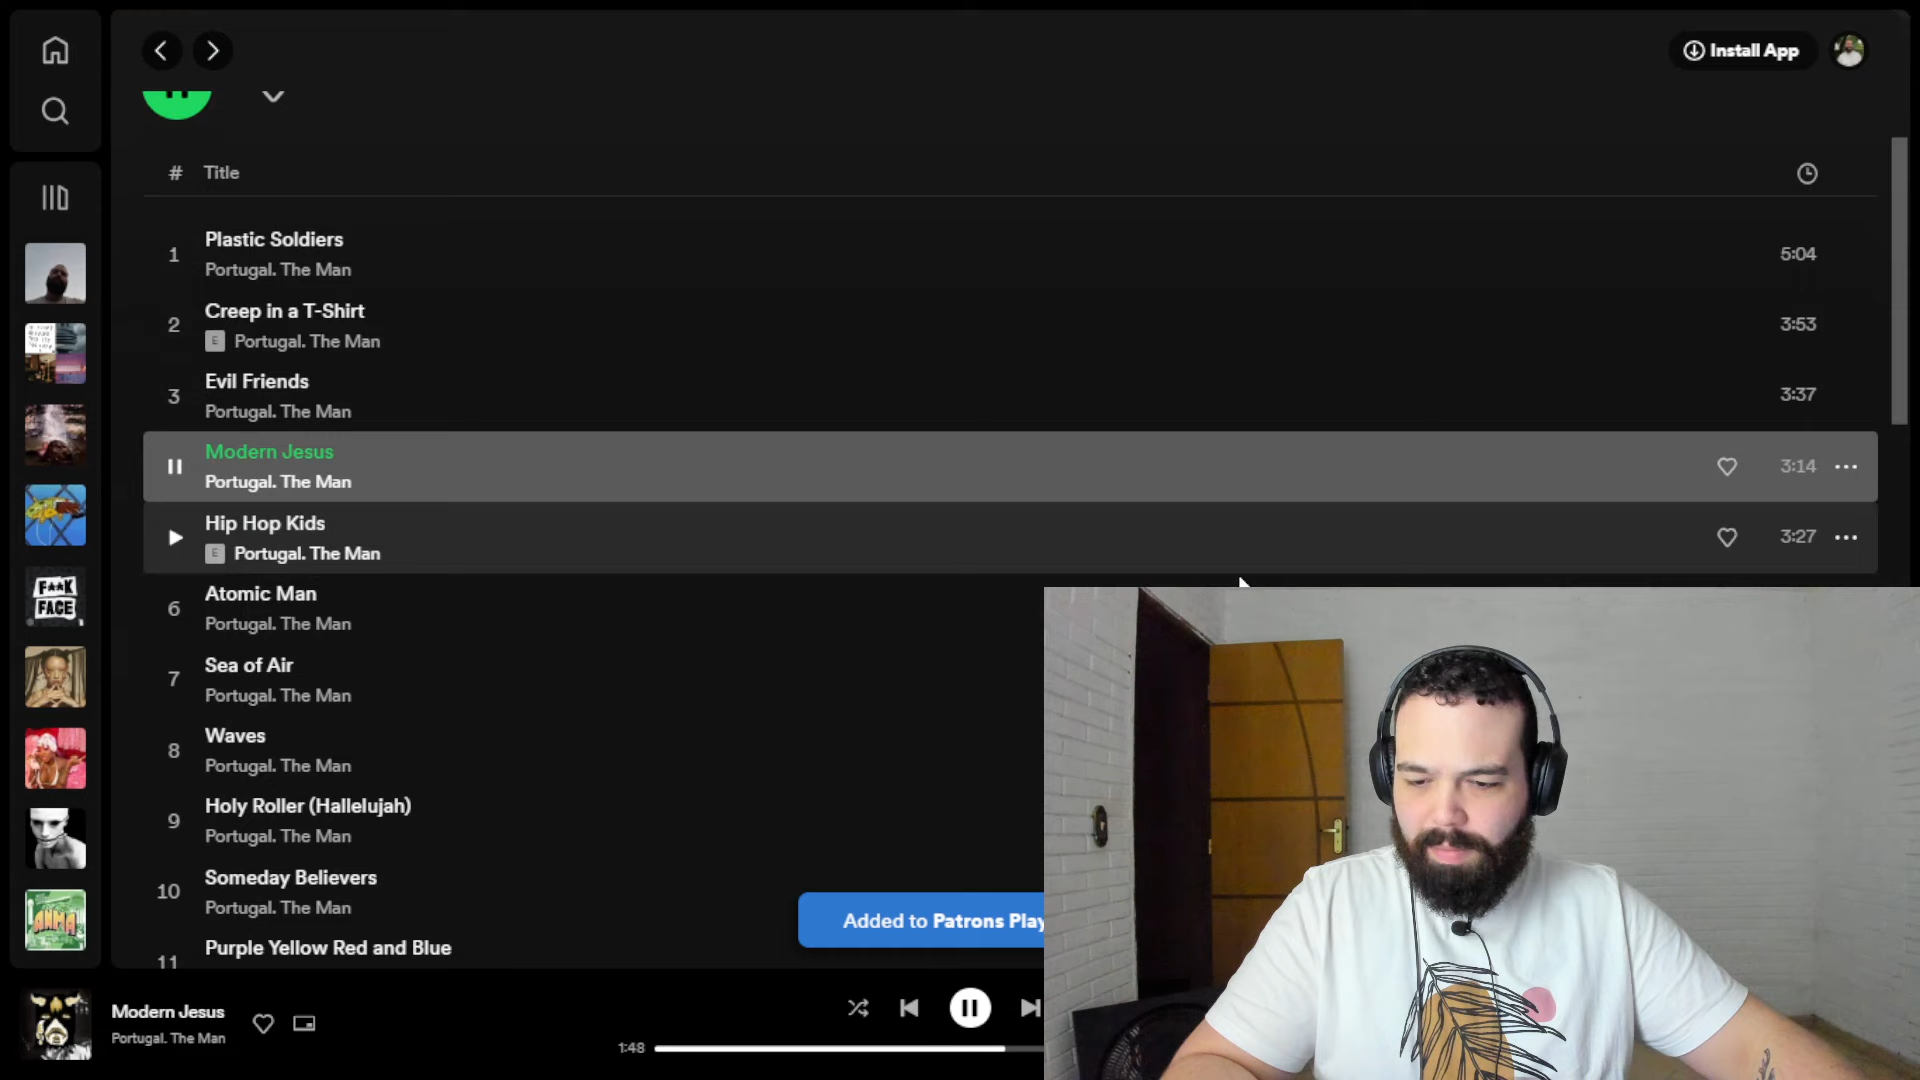 Install App
# Title
1
Plastic Soldiers
Portugal. The Man
5:04
2
Creep in a T-Shirt
E Portugal. The Man
3:53
3
Evil Friends
Portugal. The Man
3:37
Modern Jesus
Portugal. The Man
3:14
Hip Hop Kids
E Portugal. The Man
3:27
6
Atomic Man
Portugal. The Man
7
Sea of Air
Portugal. The Man
8
Waves
Portugal. The Man
9
Holy Roller (Hallelujah)
Portugal. The Man
10
Someday Believers
Portugal. The Man
11
Purple Yellow Red and Blue
F**K
FACE
Added to Patrons Play
Modern Jesus
Portugal. The Man
1:48